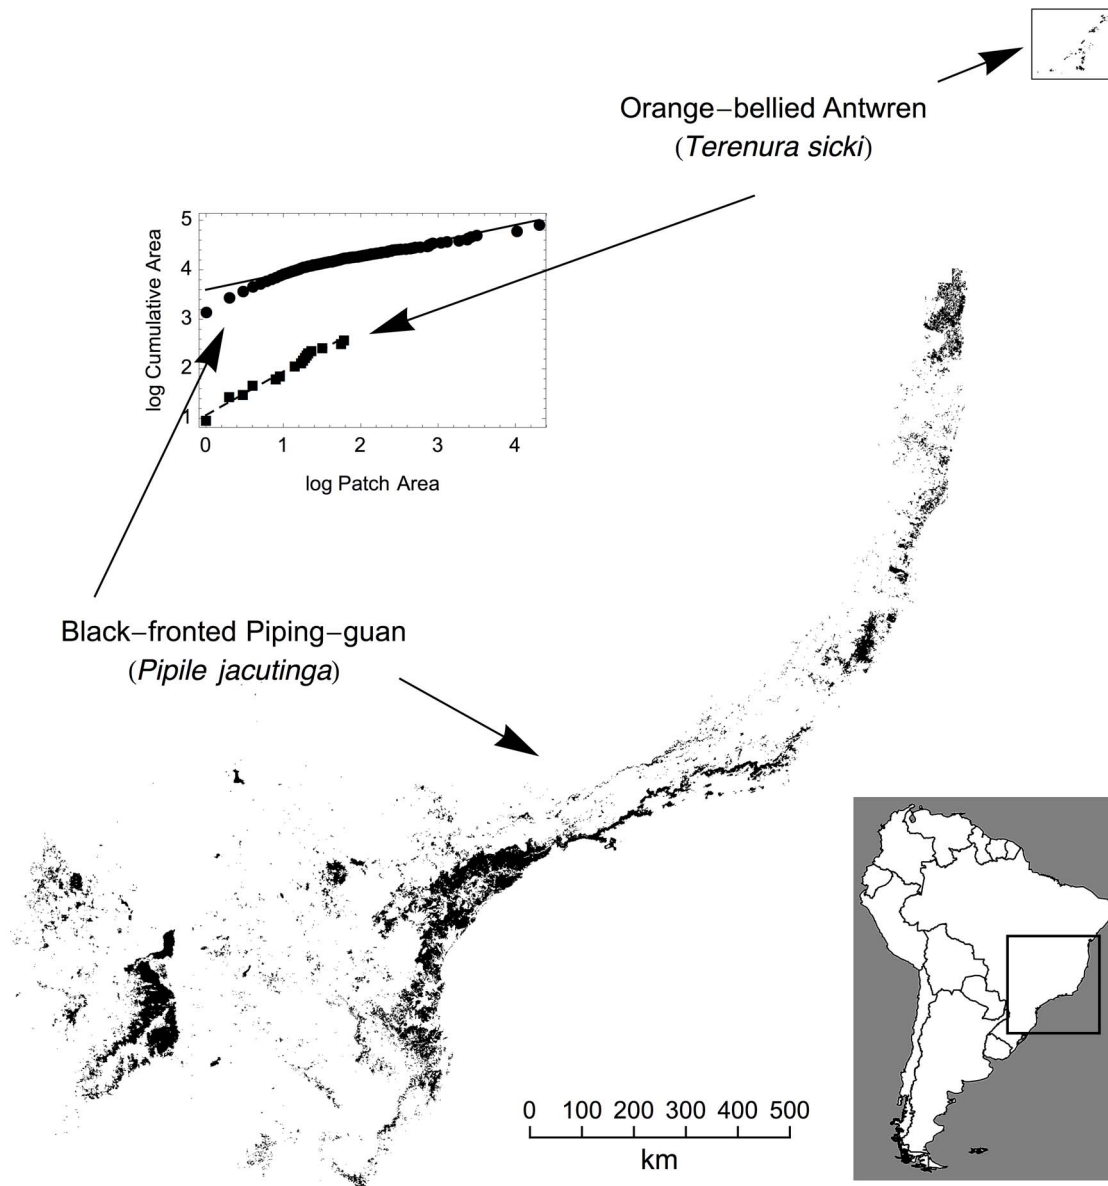 Orange–bellied Antwren
(Terenura sicki)
log Cumulative Area
5
4
3
2
1
0
1
2
3
4
log Patch Area
Black–fronted Piping–guan
(Pipile jacutinga)
0 100 200 300 400 500
km